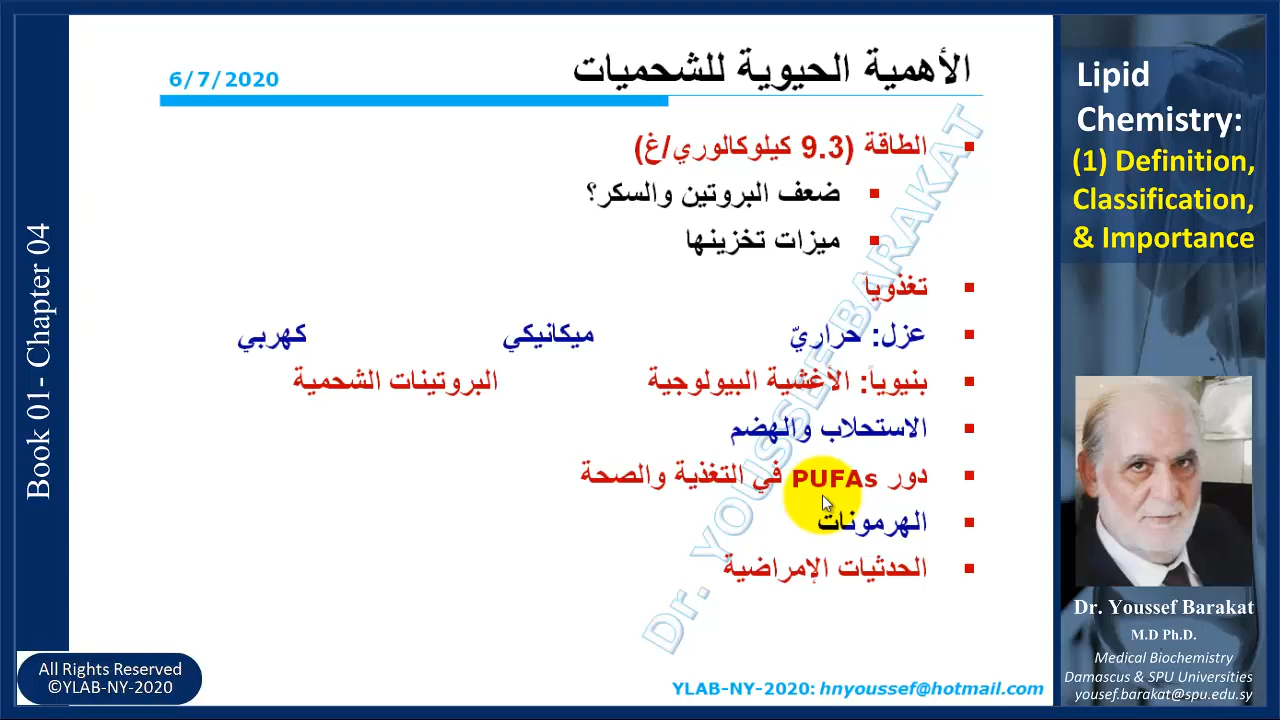 Book 01- Chapter 04
6/7/2020
الأهمية الحيوية للشحميات
الطاقة (9.3 كيلوكالوري/غ)
ضعف البروتين والسكر؟
ميزات تخزينها
تغذوياً
عزل: حراريّ ميكانيكي كهربي
بنيوياً: الاغشية البيولوجية البروتينات الشحمية
الاستحلاب والهضم
دور PUFAs في التغذية والصحة
الهرمونات
الحدثيات الإمراضية
Dr. YOUSSEF BARAKAT
YLAB-NY-2020: hnyoussef@hotmail.com
All Rights Reserved
©YLAB-NY-2020
Lipid
Chemistry:
(1) Definition,
Classification,
& Importance
Dr. Youssef Barakat
M.D Ph.D.
Medical Biochemistry
Damascus & SPU Universities
yousef.barakat@spu.edu.sy